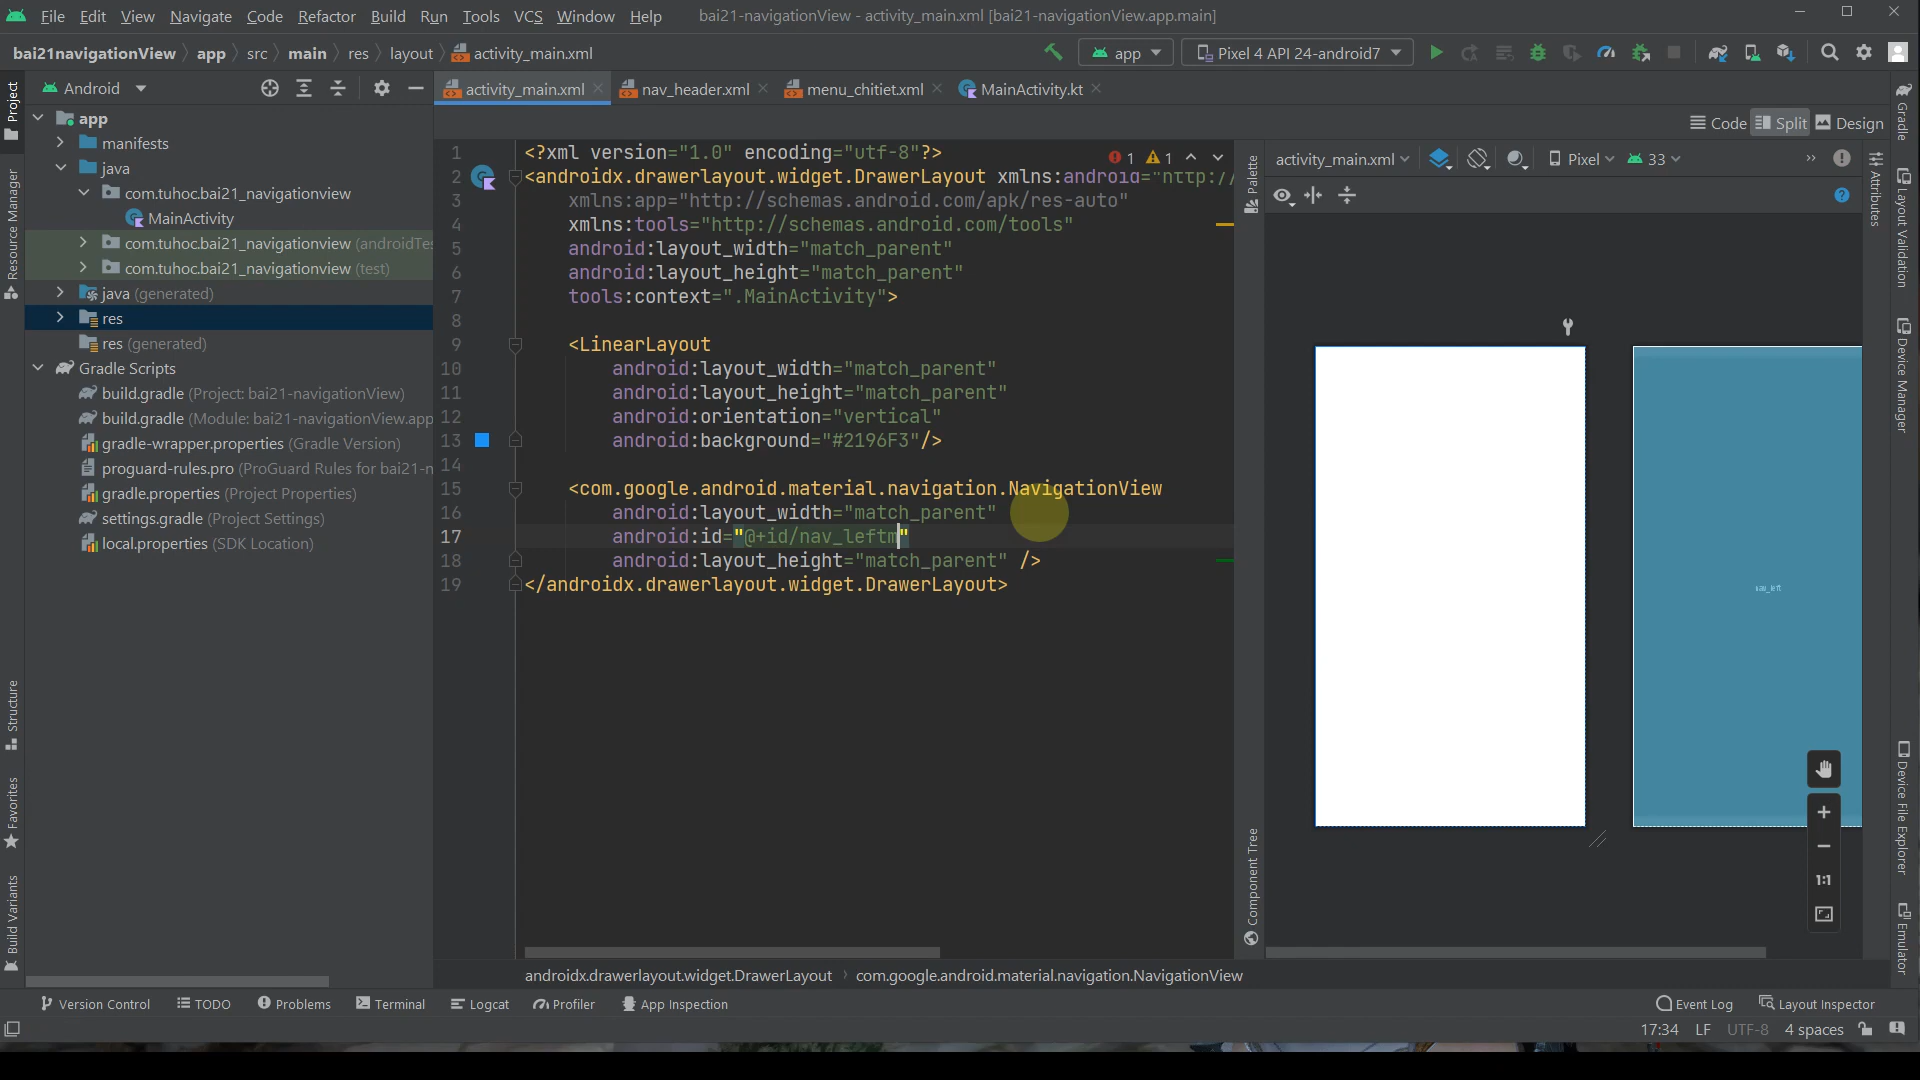 File Edit View Navigate Code Refactor Build Run Tools VCS Window Help bai21-navigationView - activity_main.xml [bai21-navigationView.app.main]
bai21navigationView app src main res layout activity_main.xml app Pixel 4 API 24-android7
Android activity_main.xml nav_header.xml menu_chitiet.xml MainActivity.kt
Code Split Design
app
manifests
java
com.tuhoc.bai21_navigationview
MainActivity
com.tuhoc.bai21_navigationview (androidTes
com.tuhoc.bai21_navigationview (test)
java (generated)
res
res (generated)
Gradle Scripts
build.gradle (Project: bai21-navigationView)
build.gradle (Module: bai21-navigationView.app
gradle-wrapper.properties (Gradle Version)
proguard-rules.pro (ProGuard Rules for bai21-n
gradle.properties (Project Properties)
settings.gradle (Project Settings)
local.properties (SDK Location)
1 <?xml version="1.0" encoding="utf-8"?>
2 <androidx.drawerlayout.widget.DrawerLayout xmlns:android="http://
3 xmlns:app="http://schemas.android.com/apk/res-auto"
4 xmlns:tools="http://schemas.android.com/tools"
5 android:layout_width="match_parent"
6 android:layout_height="match_parent"
7 tools:context=".MainActivity">
8
9 <LinearLayout
10 android:layout_width="match_parent"
11 android:layout_height="match_parent"
12 android:orientation="vertical"
13 android:background="#2196F3"/>
14
15 <com.google.android.material.navigation.NavigationView
16 android:layout_width="match_parent"
17 android:id="@+id/nav_leftm"
18 android:layout_height="match_parent" />
19 </androidx.drawerlayout.widget.DrawerLayout>
1 1
activity_main.xml Pixel 33
nav_left
1:1
androidx.drawerlayout.widget.DrawerLayout com.google.android.material.navigation.NavigationView
Version Control TODO Problems Terminal Logcat Profiler App Inspection Event Log Layout Inspector
17:34 LF UTF-8 4 spaces
Project
Resource Manager
Structure
Favorites
Build Variants
Palette
Component Tree
Attributes
Gradle
Layout Validation
Device Manager
Device File Explorer
Emulator